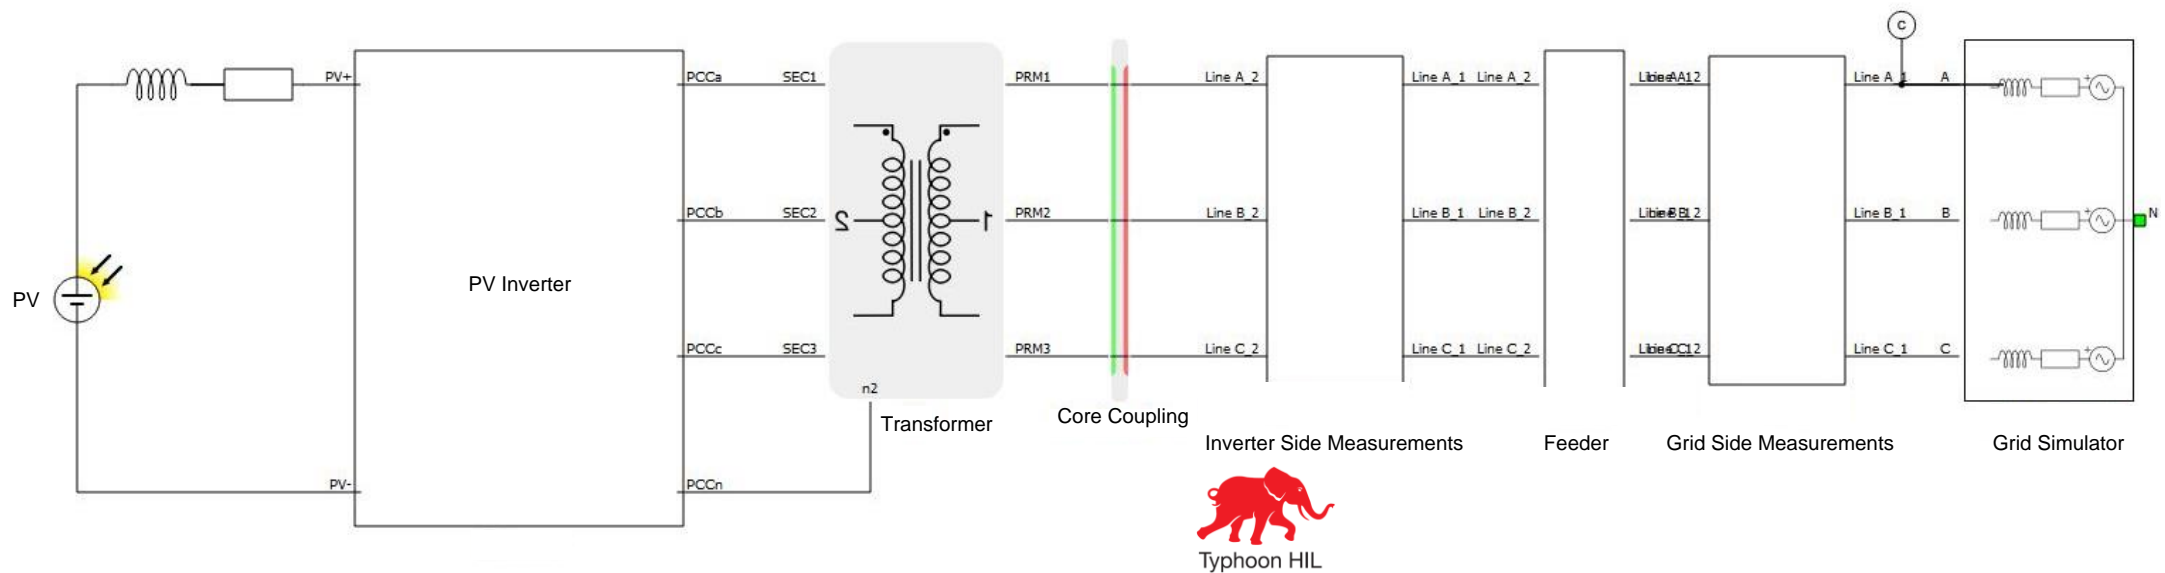 C
PV+
PCCa
SEC1
PRM1
Line A_2
Line A_1
Line A_2
Line A_1
A
+
PCCb
SEC2
2
1
PRM2
Line B_2
Line B_1
Line B_2
Line B_1
B
+
N
PV
PV Inverter
PCCc
SEC3
PRM3
Line C_2
Line C_1
Line C_2
Line C_1
C
+
n2
Transformer
Core Coupling
Inverter Side Measurements
Feeder
Grid Side Measurements
Grid Simulator
PV-
PCCn
Typhoon HIL